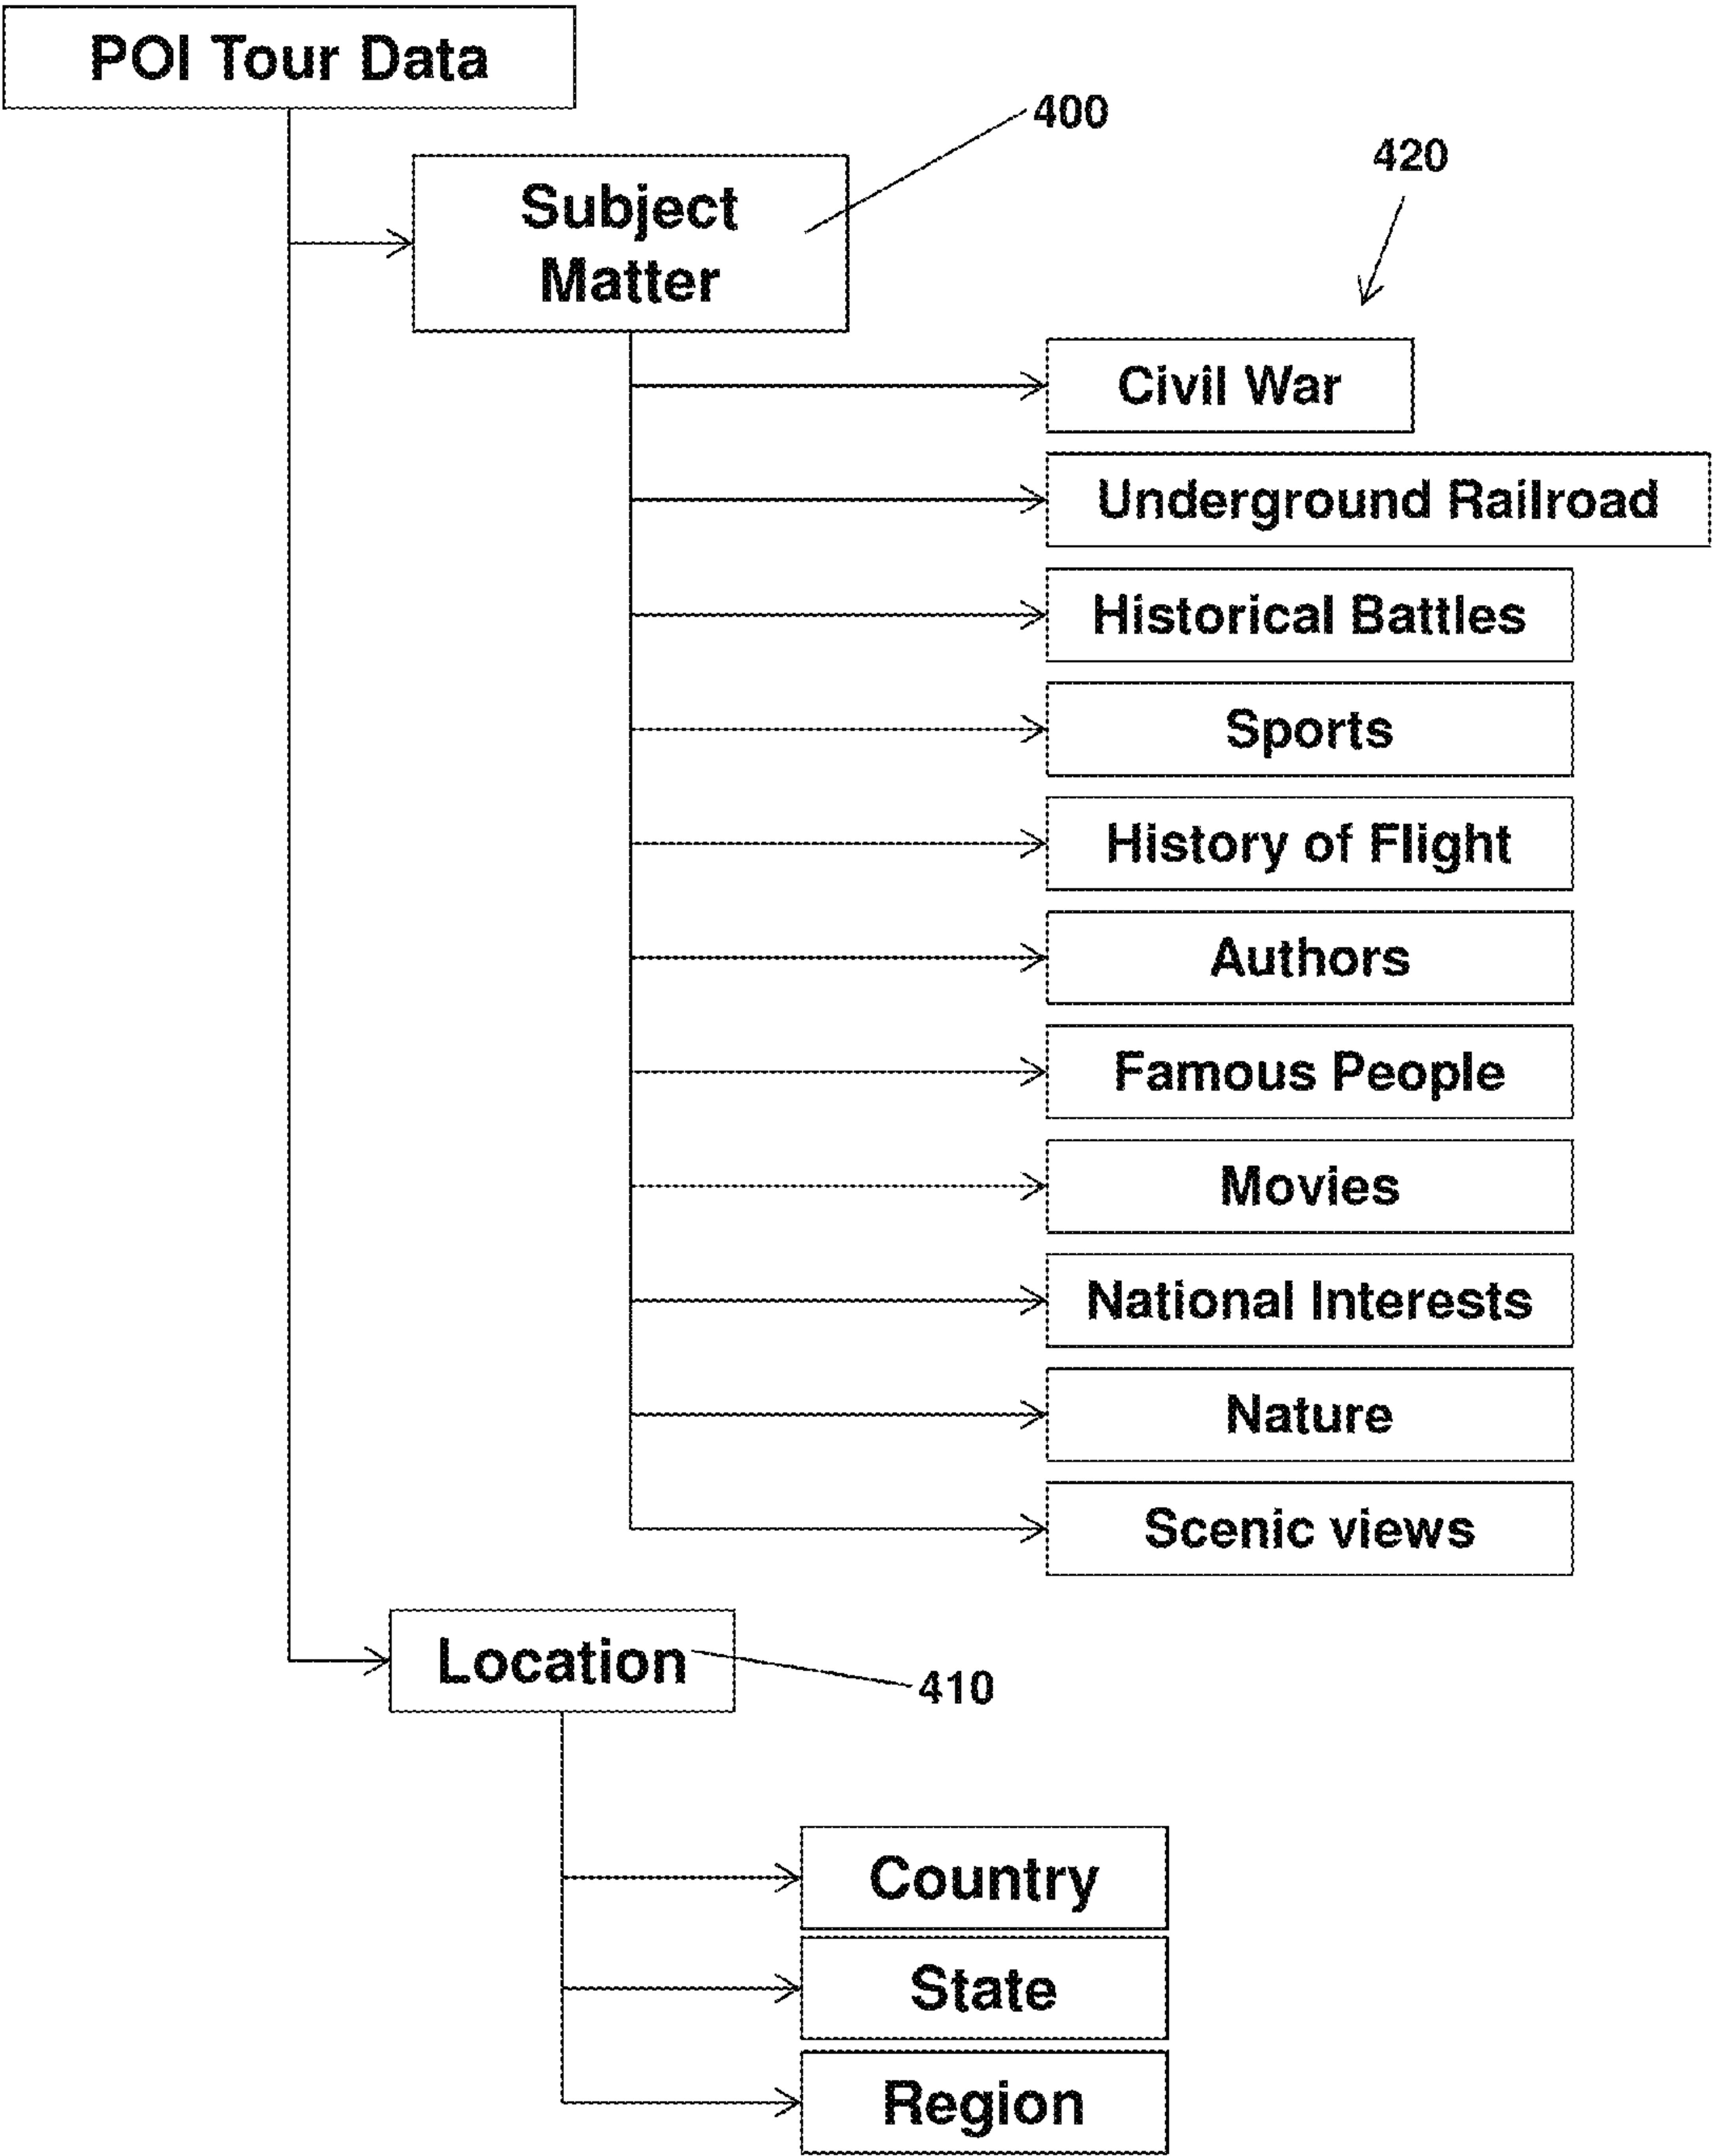 POI Tour Data
400
420
Subject
Matter
Civil War
Underground Railroad
Historical Battles
Sports
History of Flight
Authors
Famous People
Movies
National Interests
Nature
Scenic views
Location
410
Country
State
Region